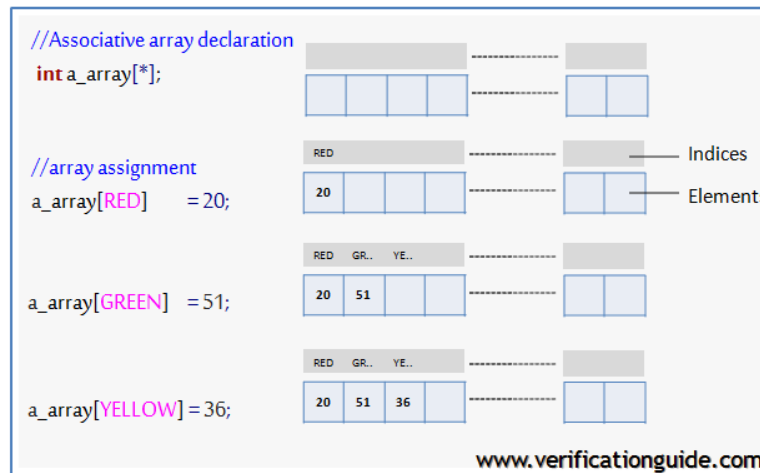 //Associative array declaration
int a_array[*];
//array assignment
RED
Indices
a_array[RED] = 20;
20
Element
RED GR.. YE..
a_array[GREEN] = 51;
20 51
RED GR.. YE..
a_array[YELLOW] = 36;
20 51 36
www.verificationguide.com